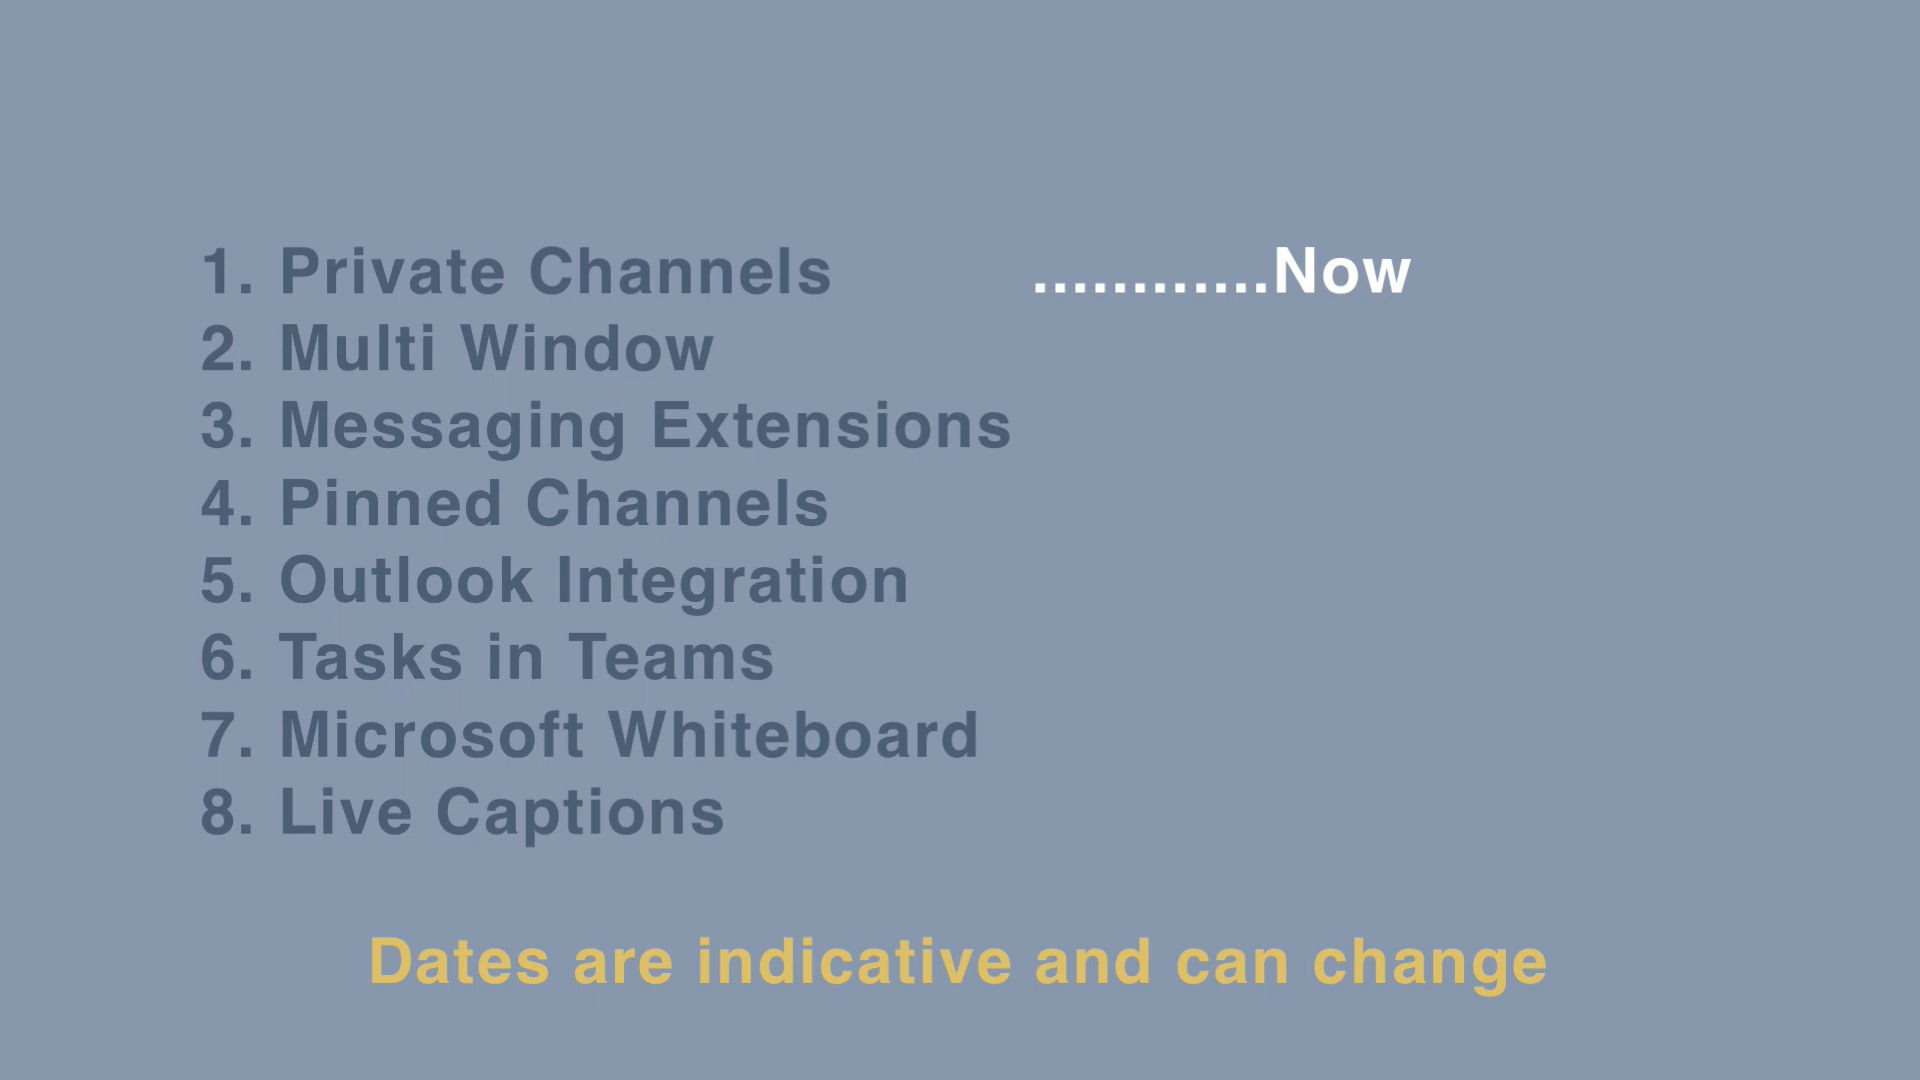 1. Private Channels ............Now
2. Multi Window
3. Messaging Extensions
4. Pinned Channels
5. Outlook Integration
6. Tasks in Teams
7. Microsoft Whiteboard
8. Live Captions
Dates are indicative and can change